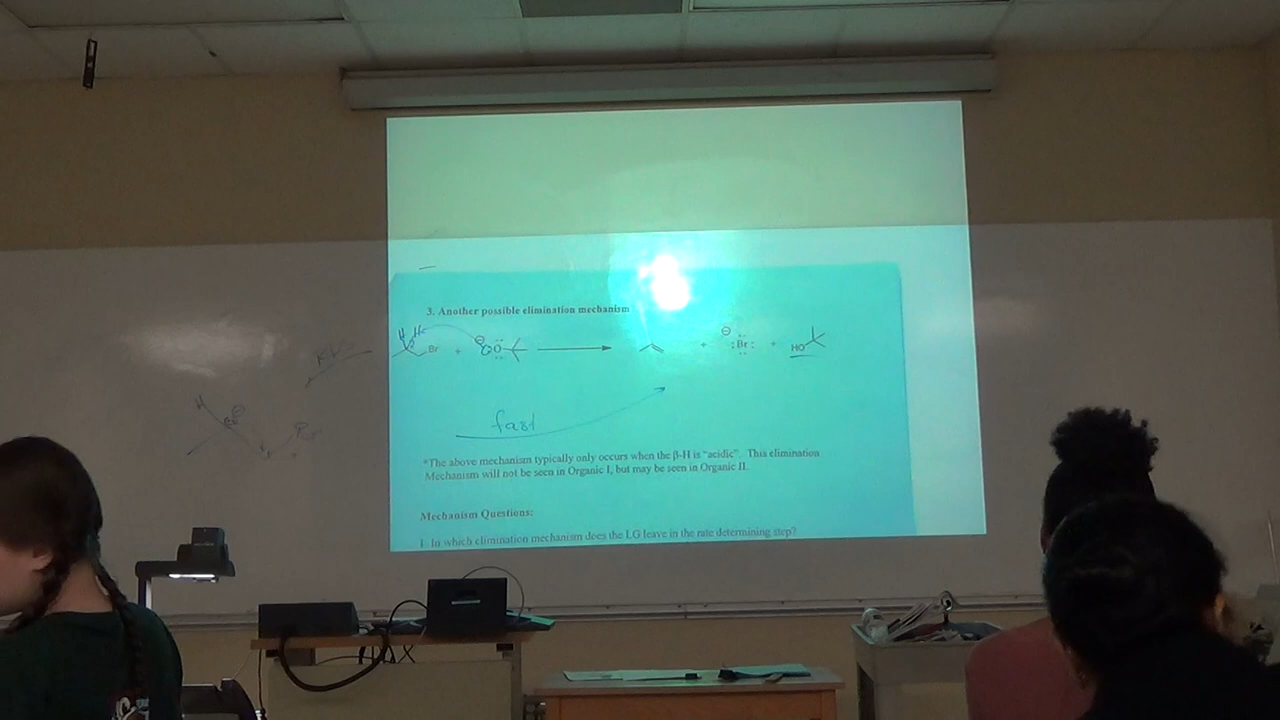 3. Another possible elimination mechanism
H H
Br + ⊖ :O: + ⊖ :Br: + HO
fast
*The above mechanism typically only occurs when the β-H is "acidic". This elimination
Mechanism will not be seen in Organic I, but may be seen in Organic II.
Mechanism Questions:
1. In which elimination mechanism does the LG leave in the rate determining step?
H